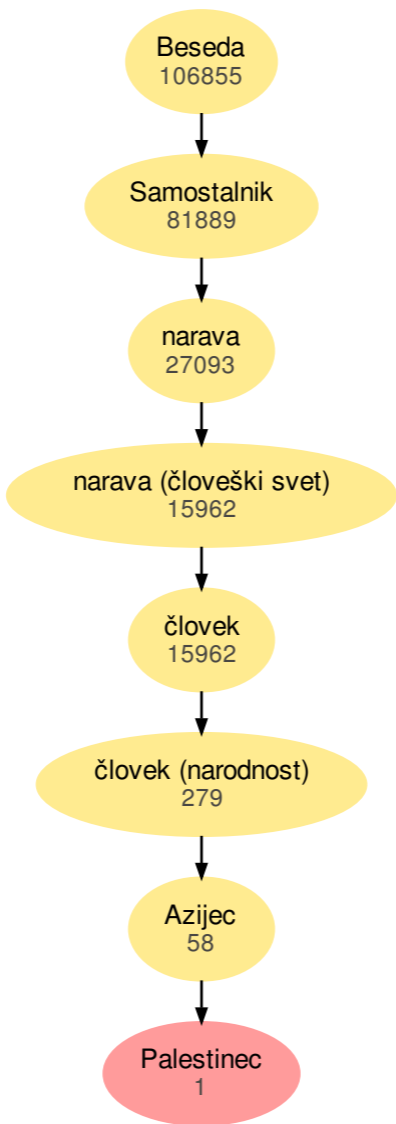 Beseda
106855
Samostalnik
81889
narava
27093
narava (človeški svet)
15962
človek
15962
človek (narodnost)
279
Azijec
58
Palestinec
1